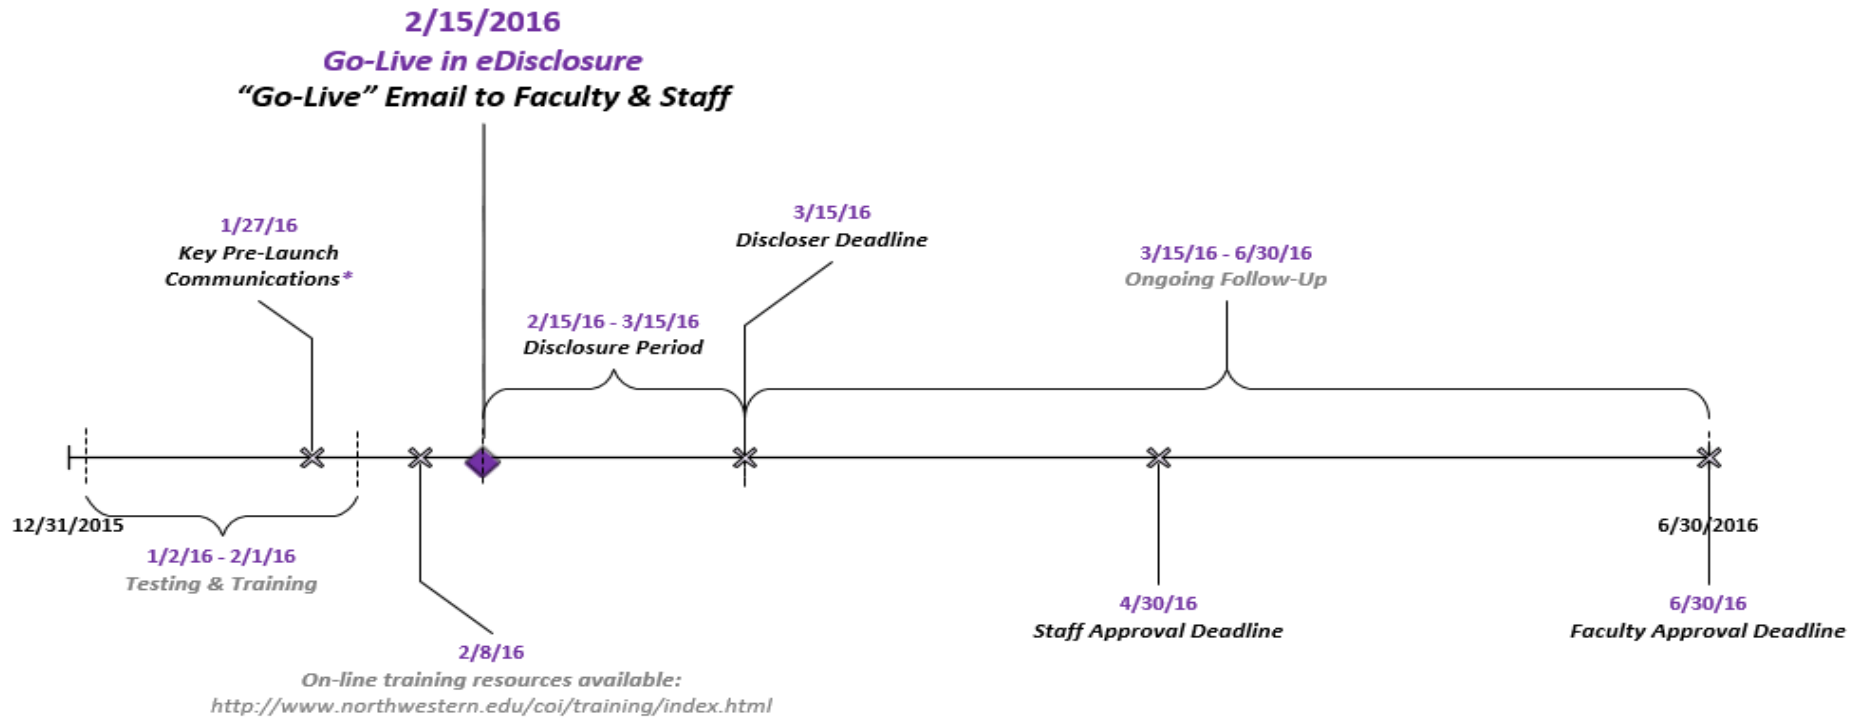 2/15/2016
Go-Live in eDisclosure
“Go-Live” Email to Faculty & Staff
1/27/16
Key Pre-Launch
Communications*
3/15/16
Discloser Deadline
3/15/16 - 6/30/16
Ongoing Follow-Up
2/15/16 - 3/15/16
Disclosure Period
12/31/2015
6/30/2016
1/2/16 - 2/1/16
Testing & Training
4/30/16
Staff Approval Deadline
6/30/16
Faculty Approval Deadline
2/8/16
On-line training resources available:
http://www.northwestern.edu/coi/training/index.html